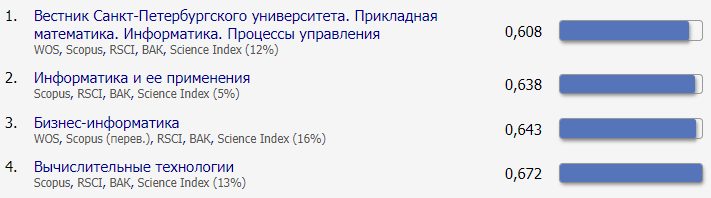 1. Вестник Санкт-Петербургского университета. Прикладная
математика. Информатика. Процессы управления
WOS, Scopus, RSCI, ВАК, Science Index (12%)
0,608
2. Информатика и ее применения
Scopus, RSCI, ВАК, Science Index (5%)
0,638
3. Бизнес-информатика
WOS, Scopus (перев.), RSCI, ВАК, Science Index (16%)
0,643
4. Вычислительные технологии
Scopus, RSCI, ВАК, Science Index (13%)
0,672